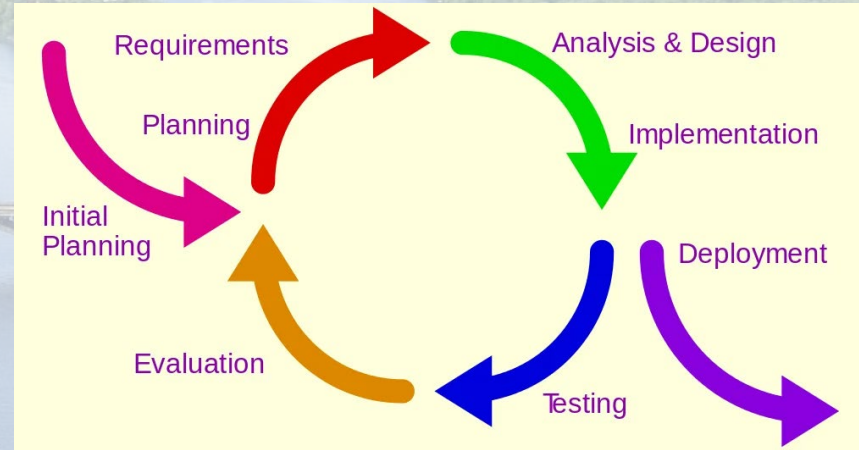 Requirements
Analysis & Design
Planning
Implementation
Initial
Planning
Deployment
Evaluation
Testing